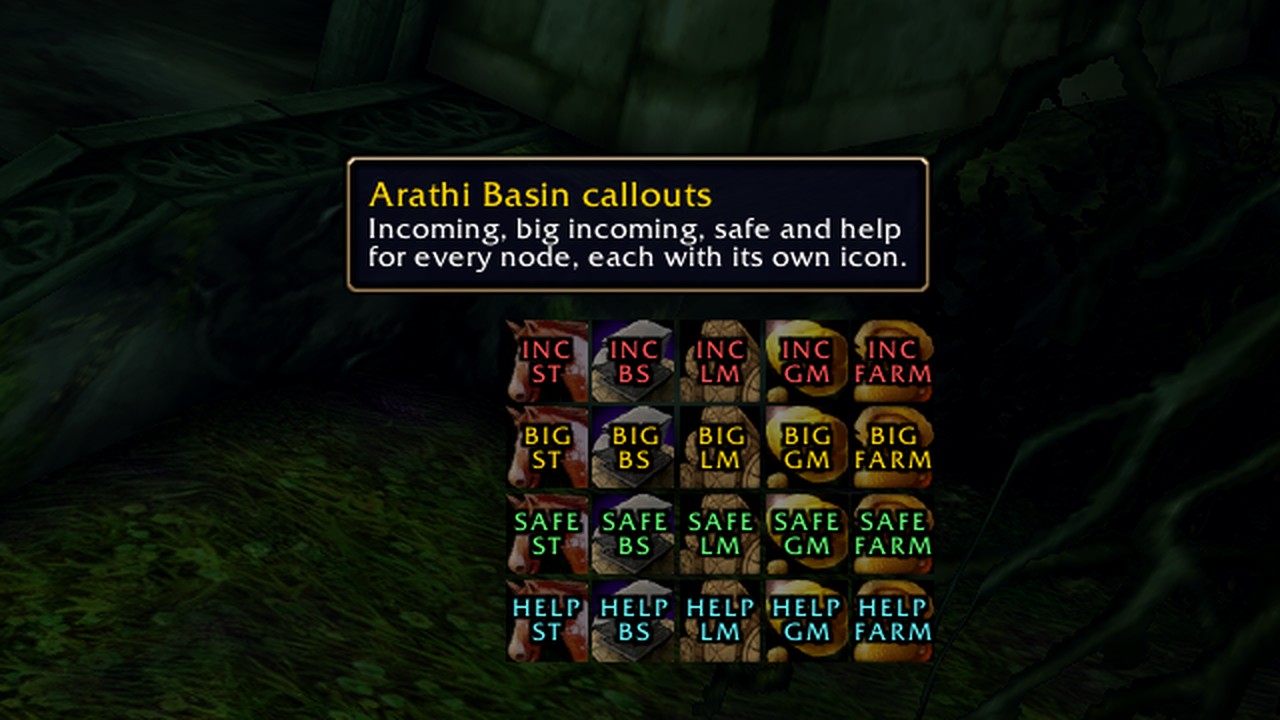 Arathi Basin callouts
Incoming, big incoming, safe and help
for every node, each with its own icon.
INC INC INC INC INC
ST BS LM GM FARM
BIG BIG BIG BIG BIG
ST BS LM GM FARM
SAFE SAFE SAFE SAFE SAFE
ST BS LM GM FARM
HELP HELP HELP HELP HELP
ST BS LM GM FARM